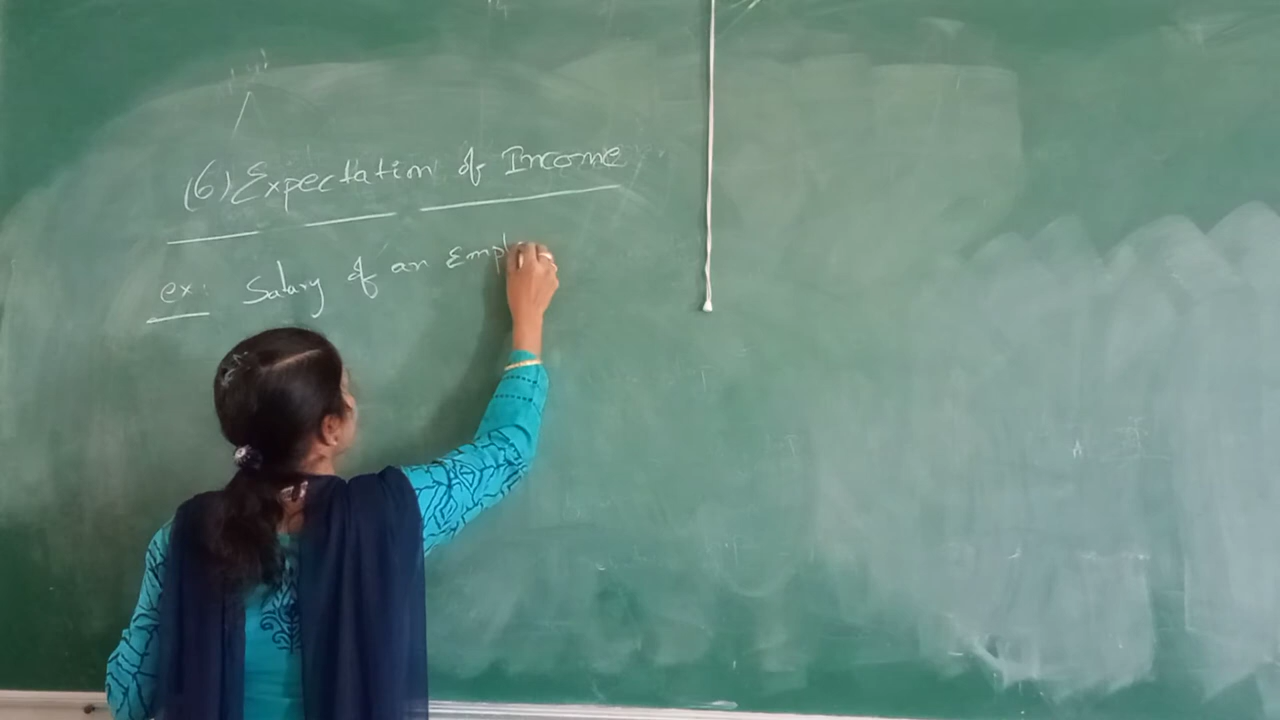 (6) Expectation of Income
ex: Salary of an Empl